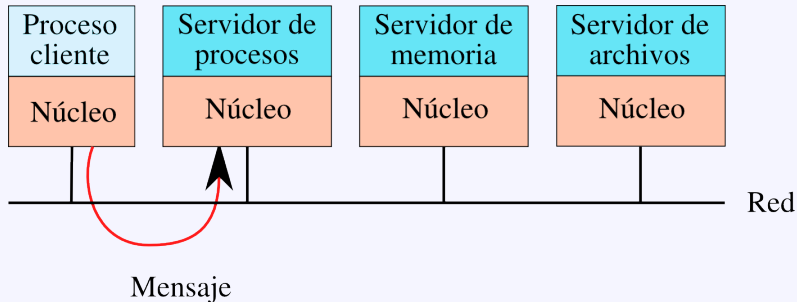 Proceso
cliente
Núcleo
Servidor de
procesos
Núcleo
Servidor de
memoria
Núcleo
Servidor de
archivos
Núcleo
Red
Mensaje